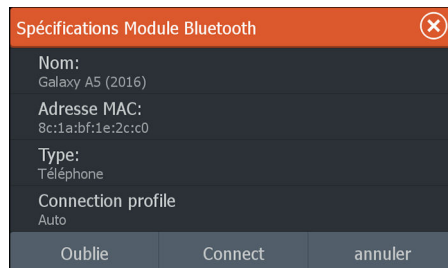 Spécifications Module Bluetooth
Nom:
Galaxy A5 (2016)
Adresse MAC:
8c:1a:bf:1e:2c:c0
Type:
Téléphone
Connection profile
Auto
Oublie Connect annuler